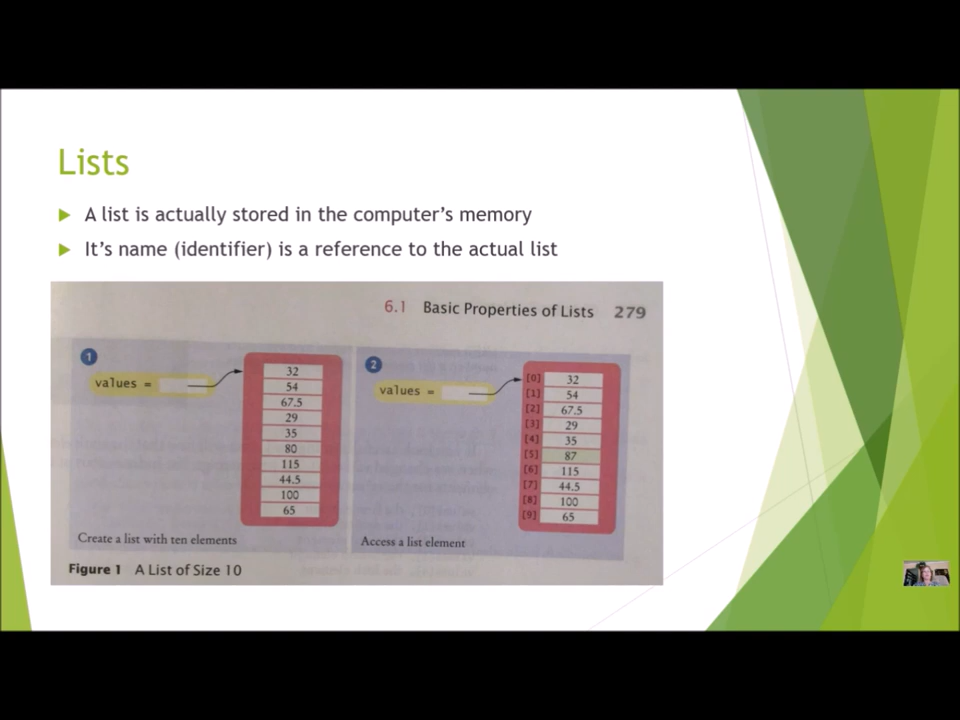 Lists
A list is actually stored in the computer's memory
It's name (identifier) is a reference to the actual list
6.1 Basic Properties of Lists 279
1
values =
32
54
67.5
29
35
80
115
44.5
100
65
Create a list with ten elements
2
values =
[0] 32
[1] 54
[2] 67.5
[3] 29
[4] 35
[5] 87
[6] 115
[7] 44.5
[8] 100
[9] 65
Access a list element
Figure 1 A List of Size 10